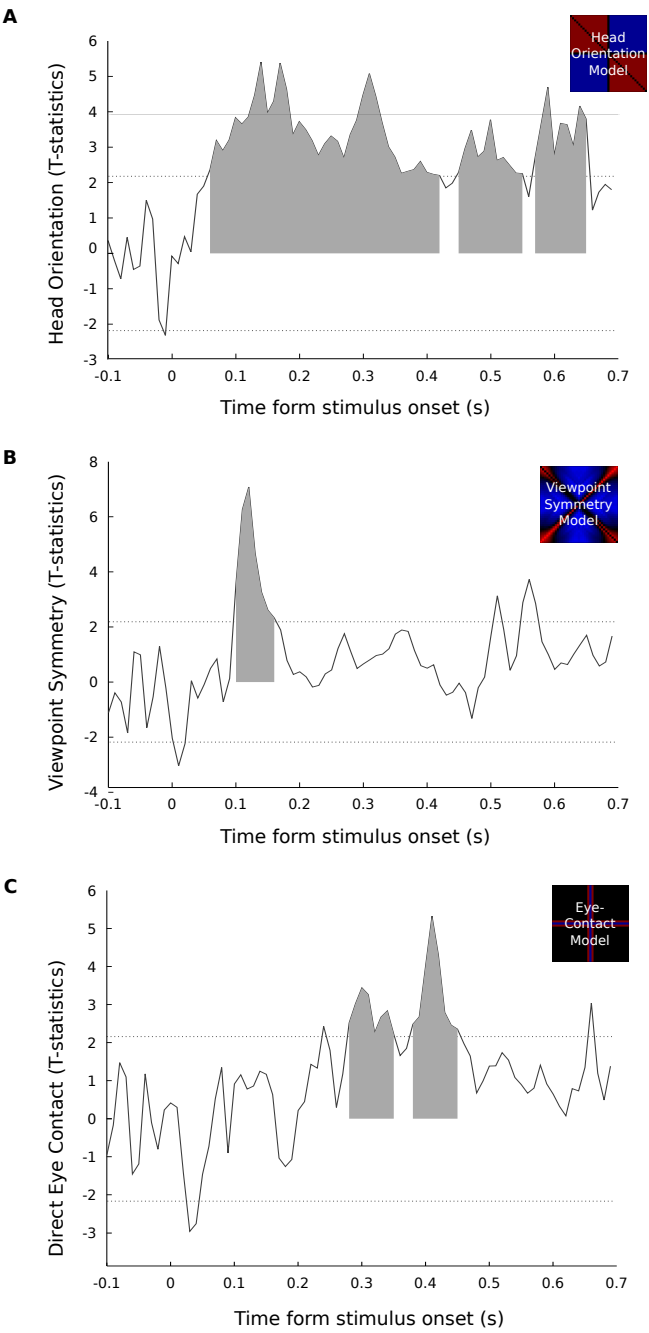 A
Head Orientation (T-statistics)
6
5
4
3
2
1
0
-1
-2
-3
-0.1 0 0.1 0.2 0.3 0.4 0.5 0.6 0.7
Time form stimulus onset (s)
Head
Orientation
Model
B
Viewpoint Symmetry (T-statistics)
8
6
4
2
0
-2
-4
-0.1 0 0.1 0.2 0.3 0.4 0.5 0.6 0.7
Time form stimulus onset (s)
Viewpoint
Symmetry
Model
C
Direct Eye Contact (T-statistics)
6
5
4
3
2
1
0
-1
-2
-3
-0.1 0 0.1 0.2 0.3 0.4 0.5 0.6 0.7
Time form stimulus onset (s)
Eye-
Contact
Model